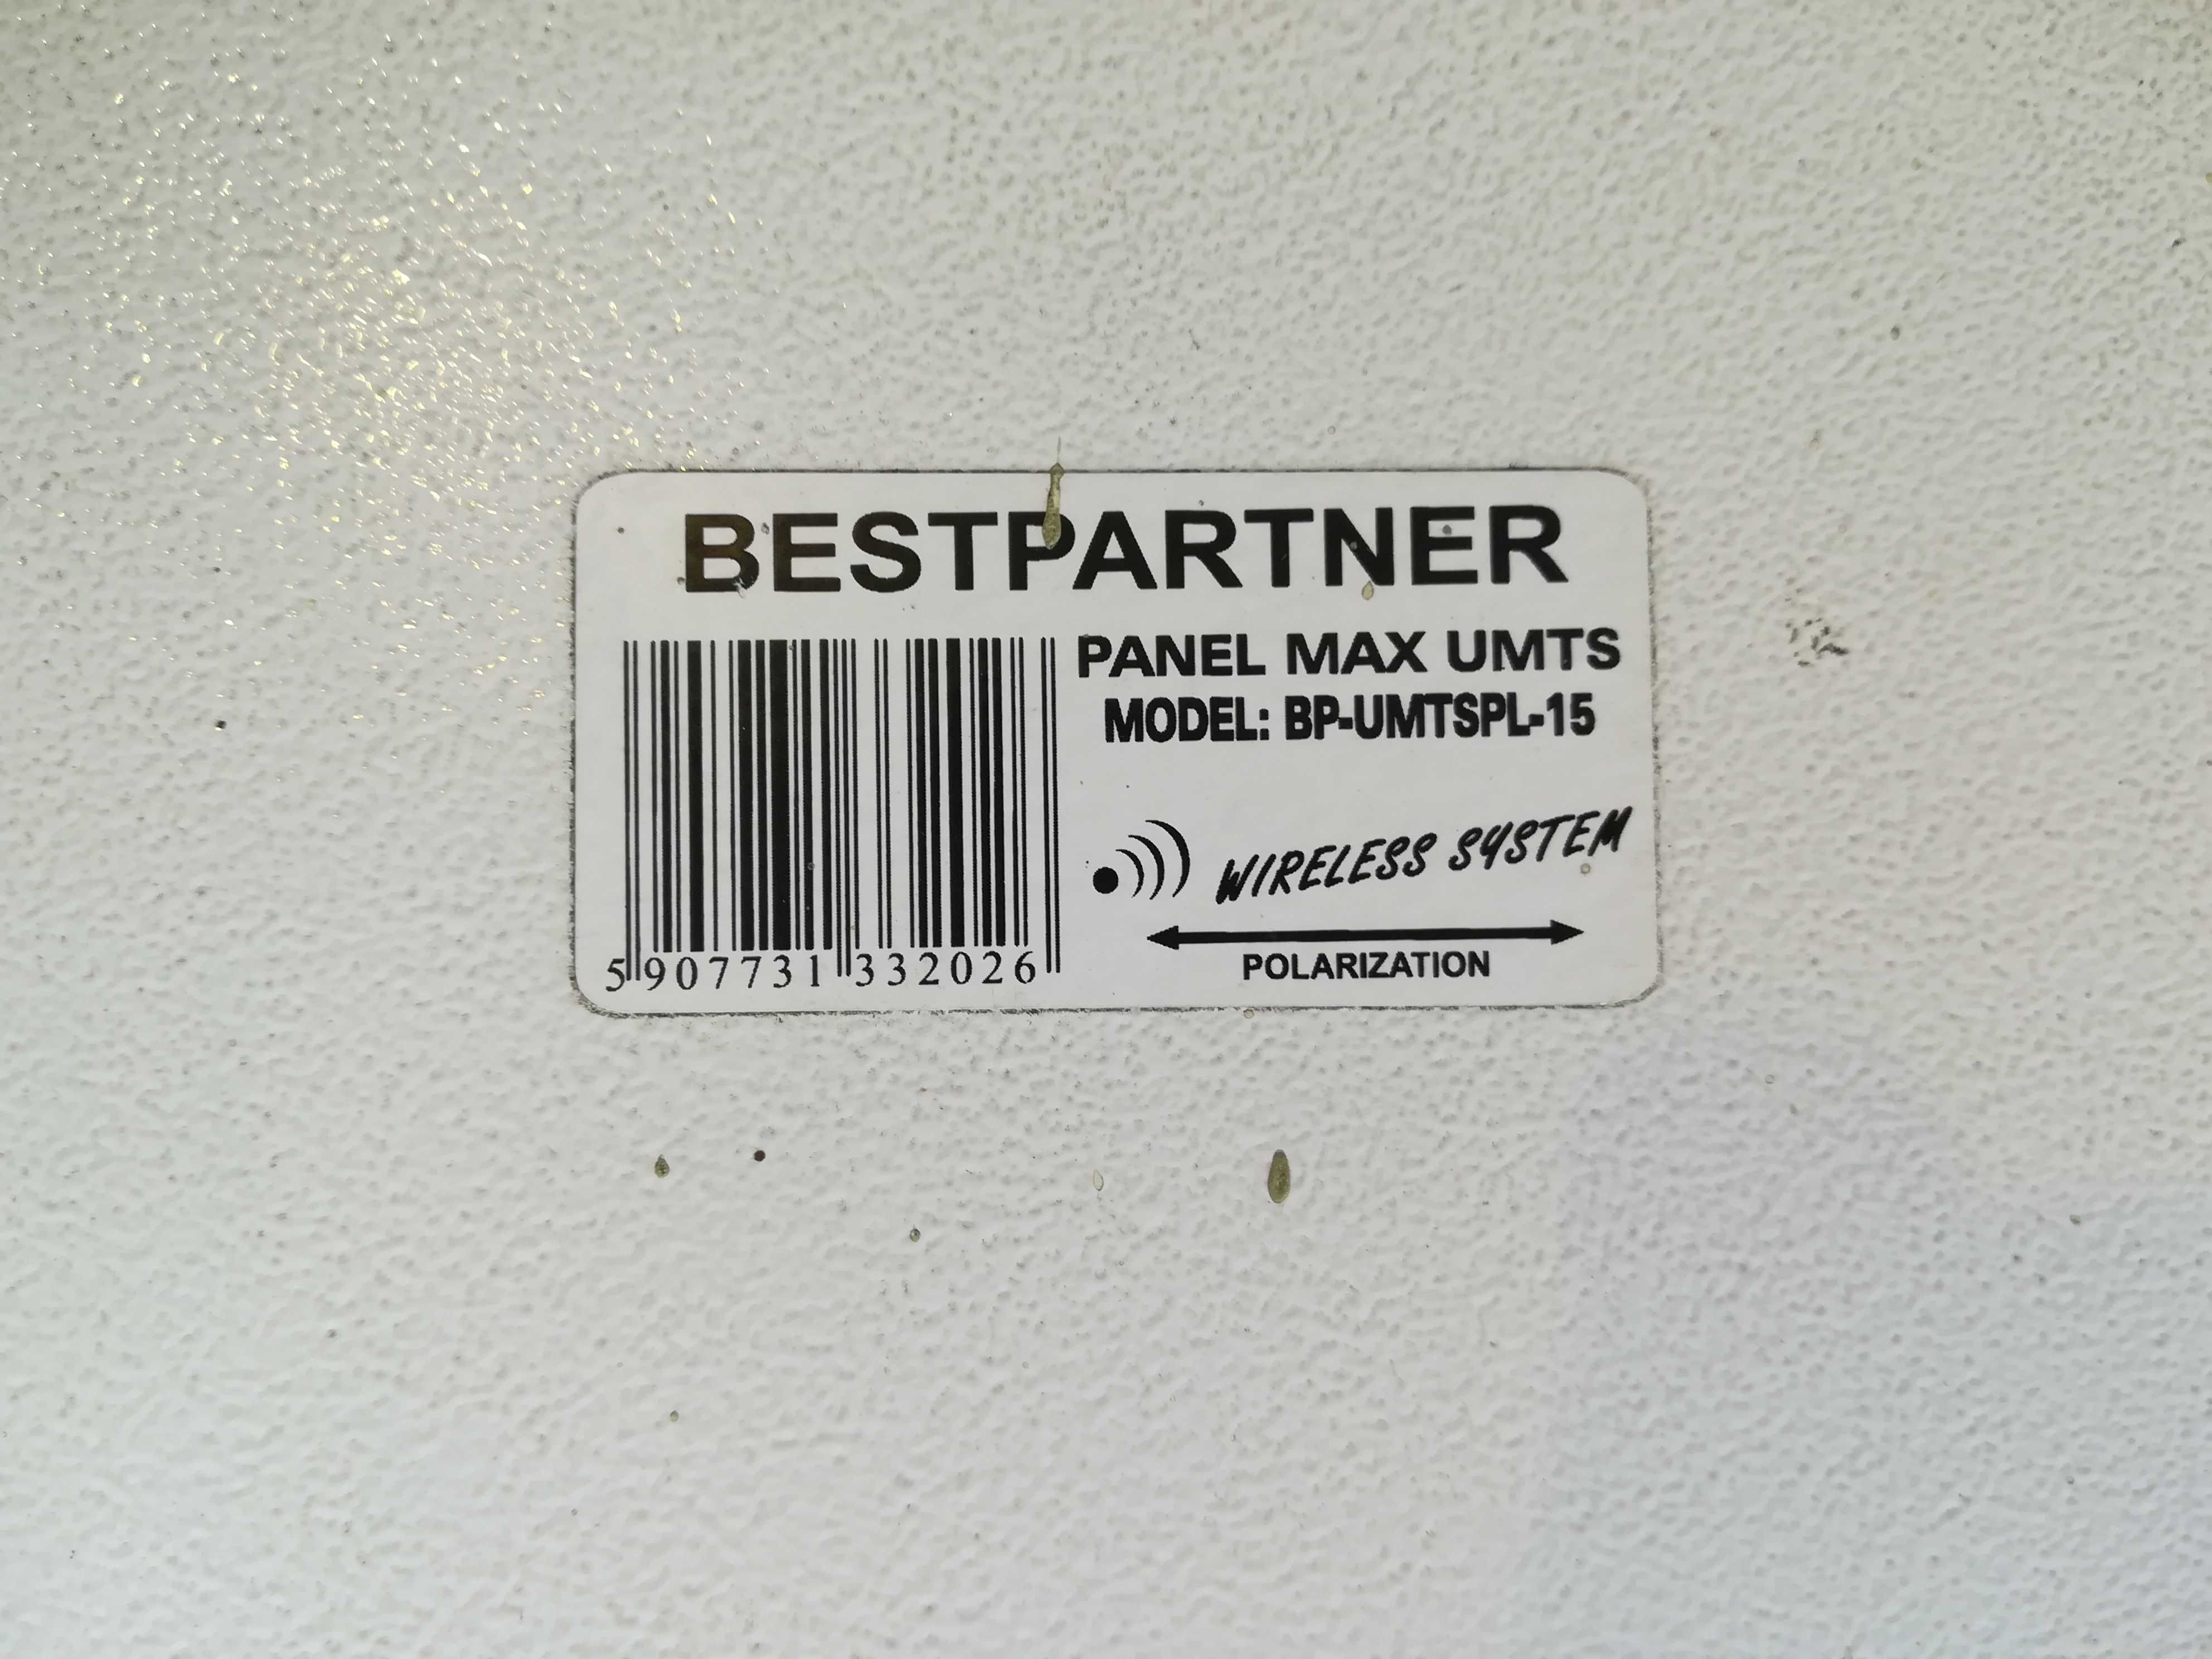 BESTPARTNER
PANEL MAX UMTS
MODEL: BP-UMTSPL-15
WIRELESS SYSTEM
POLARIZATION
5 907731 332026